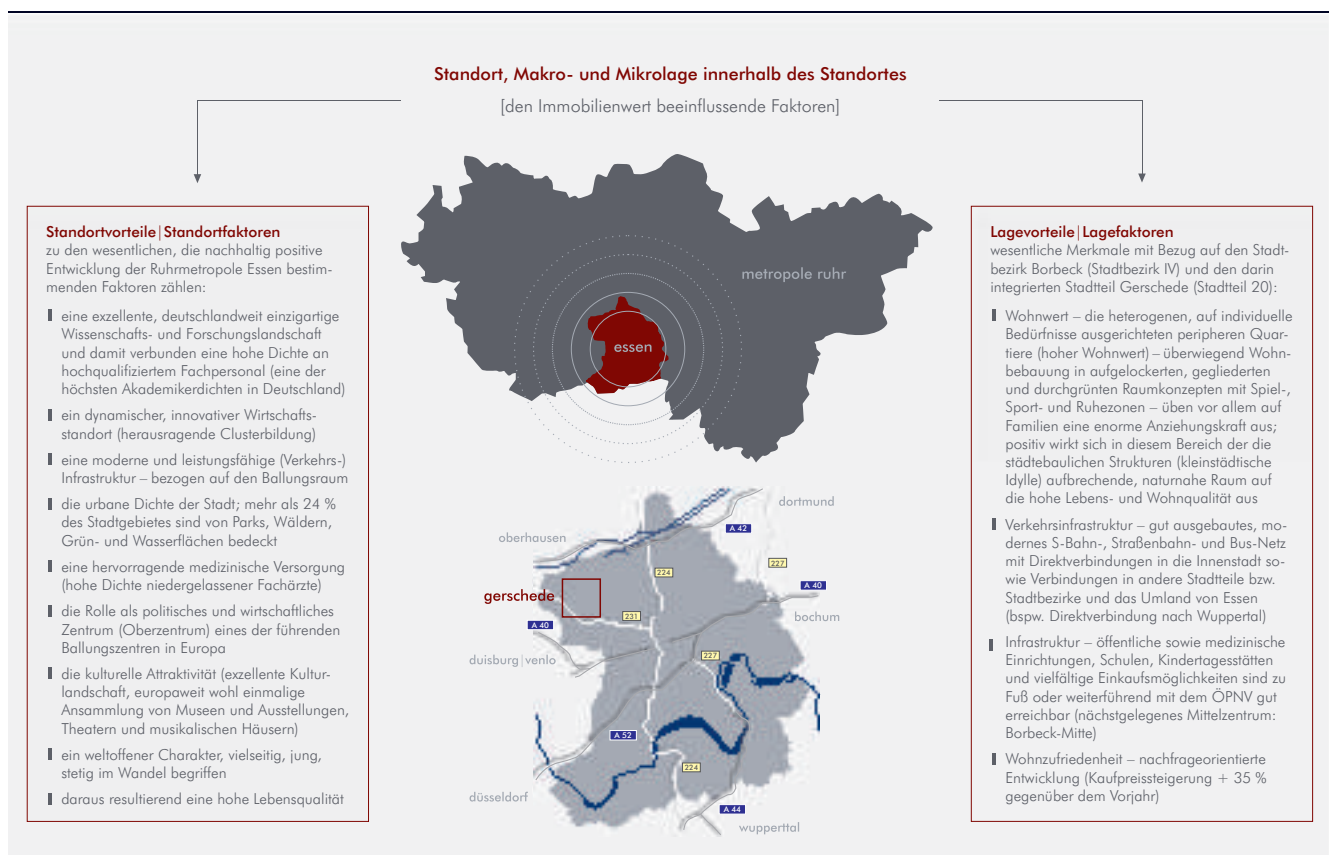 Standort, Makro- und Mikrolage innerhalb des Standortes
[den Immobilienwert beeinflussende Faktoren]
Standortvorteile|Standortfaktoren
zu den wesentlichen, die nachhaltig positive
Entwicklung der Ruhrmetropole Essen bestim-
menden Faktoren zählen:
eine exzellente, deutschlandweit einzigartige
Wissenschafts- und Forschungslandschaft
und damit verbunden eine hohe Dichte an
hochqualifiziertem Fachpersonal (eine der
höchsten Akademikerdichten in Deutschland)
ein dynamischer, innovativer Wirtschafts-
standort (herausragende Clusterbildung)
eine moderne und leistungsfähige (Verkehrs-)
Infrastruktur – bezogen auf den Ballungsraum
die urbane Dichte der Stadt; mehr als 24 %
des Stadtgebietes sind von Parks, Wäldern,
Grün- und Wasserflächen bedeckt
eine hervorragende medizinische Versorgung
(hohe Dichte niedergelassener Fachärzte)
die Rolle als politisches und wirtschaftliches
Zentrum (Oberzentrum) eines der führenden
Ballungszentren in Europa
die kulturelle Attraktivität (exzellente Kultur-
landschaft, europaweit wohl einmalige
Ansammlung von Museen und Ausstellungen,
Theatern und musikalischen Häusern)
ein weltoffener Charakter, vielseitig, jung,
stetig im Wandel begriffen
daraus resultierend eine hohe Lebensqualität
metropole ruhr
essen
dortmund
A 42
oberhausen
227
224
A 40
gerschede
231
bochum
A 40
duisburg|venlo
227
A 52
224
düsseldorf
A 44
wupperttal
Lagevorteile|Lagefaktoren
wesentliche Merkmale mit Bezug auf den Stadt-
bezirk Borbeck (Stadtbezirk IV) und den darin
integrierten Stadtteil Gerschede (Stadtteil 20):
Wohnwert – die heterogenen, auf individuelle
Bedürfnisse ausgerichteten peripheren Quar-
tiere (hoher Wohnwert) – überwiegend Wohn-
bebauung in aufgelockerten, gegliederten
und durchgrünten Raumkonzepten mit Spiel-,
Sport- und Ruhezonen – üben vor allem auf
Familien eine enorme Anziehungskraft aus;
positiv wirkt sich in diesem Bereich der die
städtebaulichen Strukturen (kleinstädtische
Idylle) aufbrechende, naturnahe Raum auf
die hohe Lebens- und Wohnqualität aus
Verkehrsinfrastruktur – gut ausgebautes, mo-
dernes S-Bahn-, Straßenbahn- und Bus-Netz
mit Direktverbindungen in die Innenstadt so-
wie Verbindungen in andere Stadtteile bzw.
Stadtbezirke und das Umland von Essen
(bspw. Direktverbindung nach Wuppertal)
Infrastruktur – öffentliche sowie medizinische
Einrichtungen, Schulen, Kindertagesstätten
und vielfältige Einkaufsmöglichkeiten sind zu
Fuß oder weiterführend mit dem ÖPNV gut
erreichbar (nächstgelegenes Mittelzentrum:
Borbeck-Mitte)
Wohnzufriedenheit – nachfrageorientierte
Entwicklung (Kaufpreissteigerung + 35 %
gegenüber dem Vorjahr)